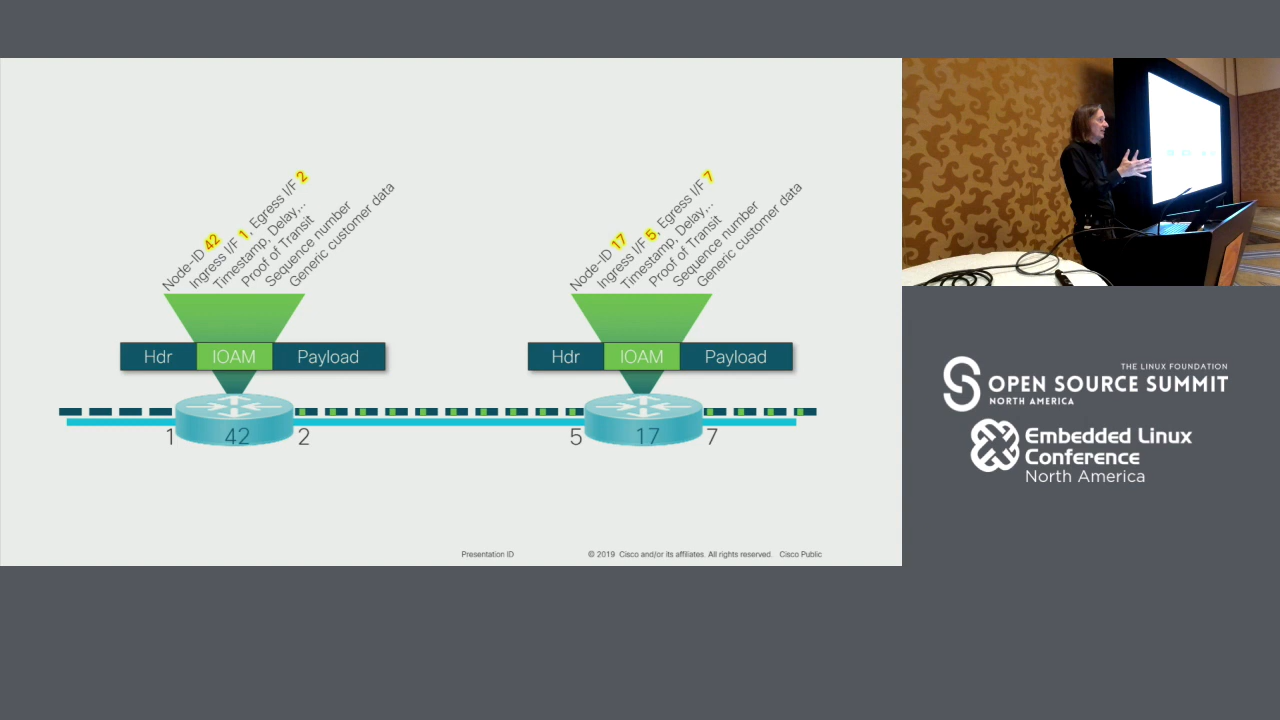 Node-ID 42
Ingress I/F 1, Egress I/F 2
Timestamp, Delay,..
Proof of Transit
Sequence number
Generic customer data
Node-ID 17
Ingress I/F 5, Egress I/F 7
Timestamp, Delay,..
Proof of Transit
Sequence number
Generic customer data
Hdr IOAM Payload
Hdr IOAM Payload
1 42 2 5 17 7
Presentation ID © 2019 Cisco and/or its affiliates. All rights reserved. Cisco Public
THE LINUX FOUNDATION
OPEN SOURCE SUMMIT
NORTH AMERICA
Embedded Linux
Conference
North America